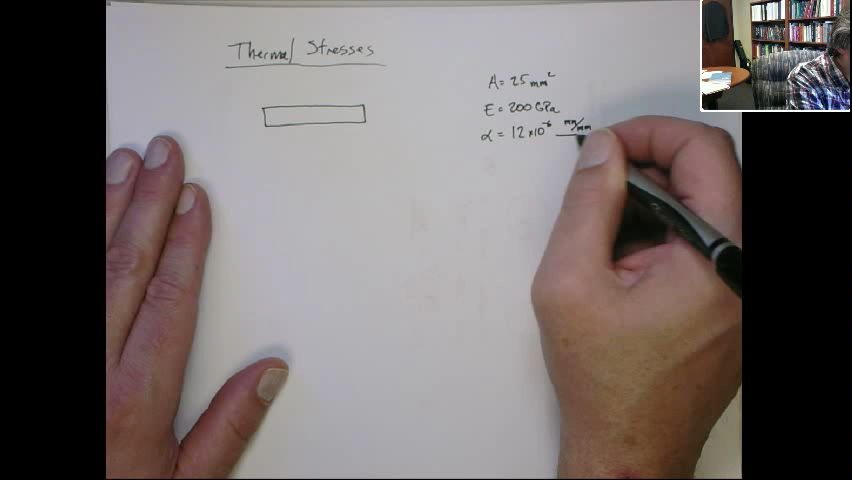 Thermal Stresses
A = 25 mm²
E = 200 GPa
α = 12 × 10⁻⁶ mm/mm